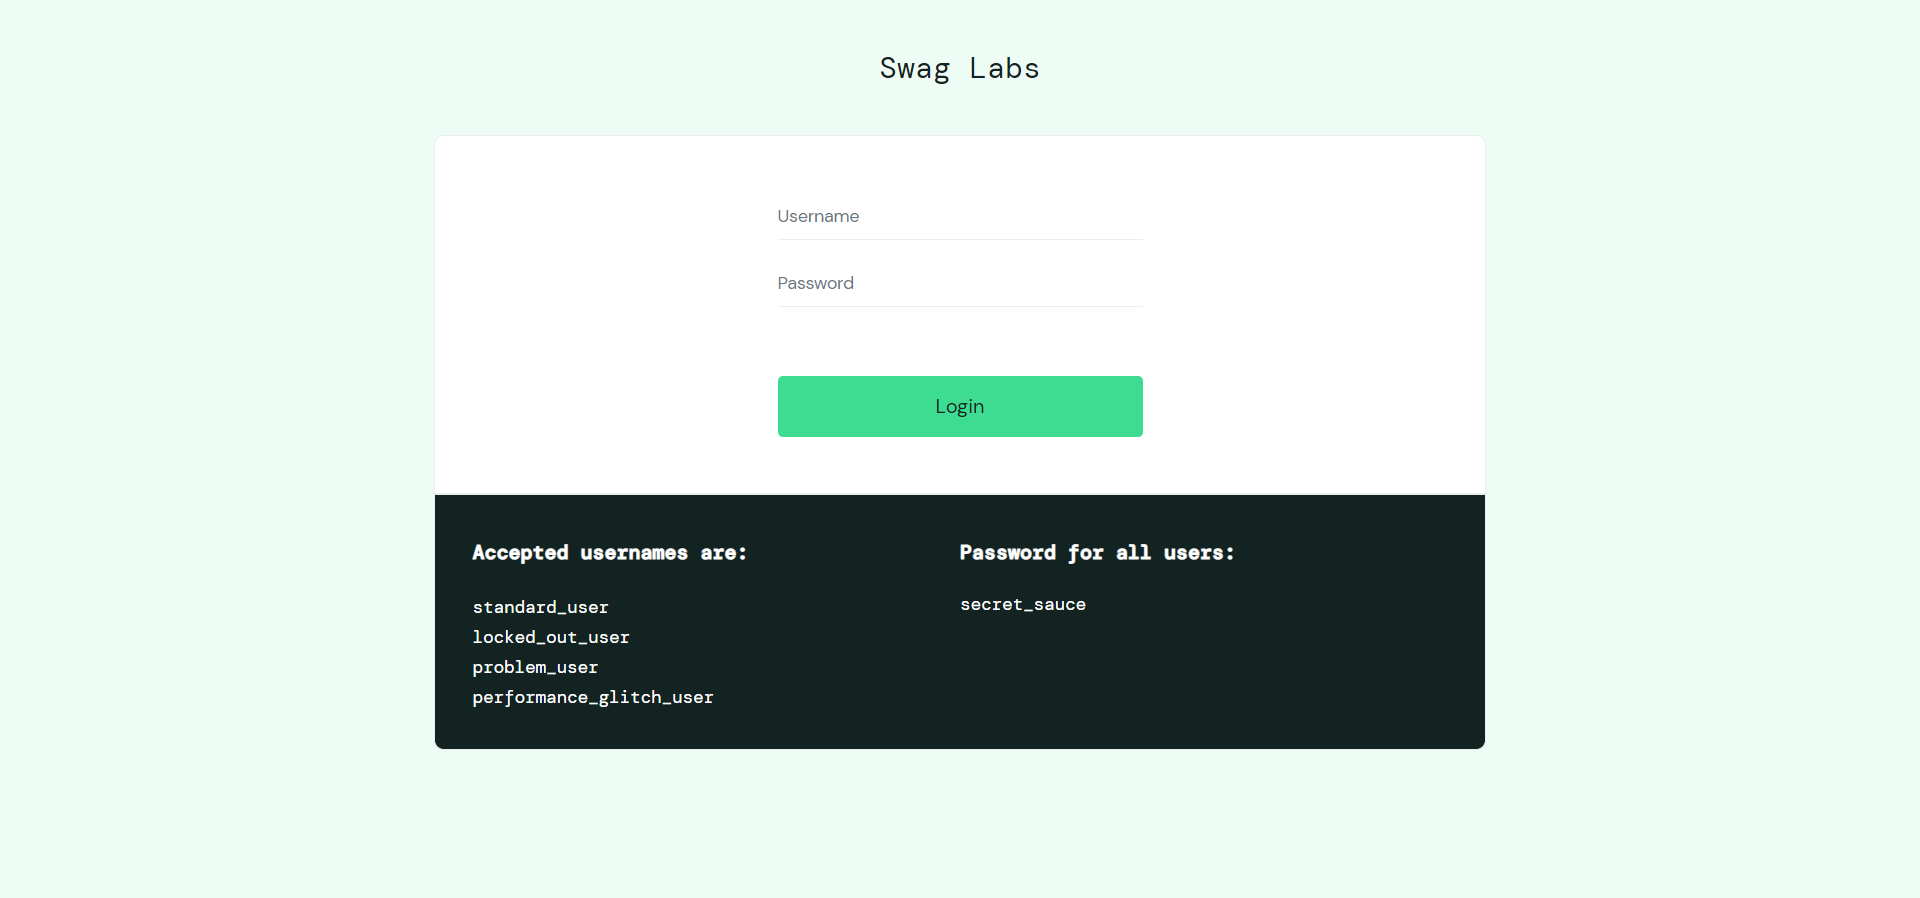 Swag Labs
Username
Password
Login
Accepted usernames are:
standard_user
locked_out_user
problem_user
performance_glitch_user
Password for all users:
secret_sauce